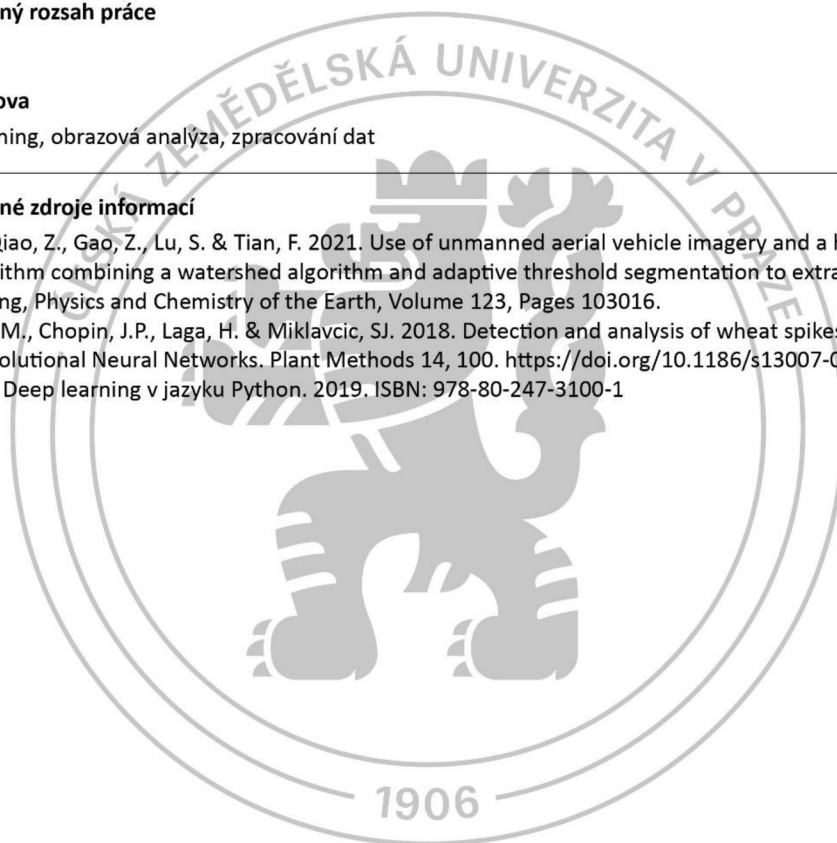 ný rozsah práce
ova
ning, obrazová analýza, zpracování dat
né zdroje informací
Qiao, Z., Gao, Z., Lu, S. & Tian, F. 2021. Use of unmanned aerial vehicle imagery and a h
ithm combining a watershed algorithm and adaptive threshold segmentation to extra
ng, Physics and Chemistry of the Earth, Volume 123, Pages 103016.
M., Chopin, J.P., Laga, H. & Miklavcic, SJ. 2018. Detection and analysis of wheat spikes
olutional Neural Networks. Plant Methods 14, 100. https://doi.org/10.1186/s13007-0
Deep learning v jazyku Python. 2019. ISBN: 978-80-247-3100-1
ČESKÁ ZEMĚDĚLSKÁ UNIVERZITA V PRAZE
1906